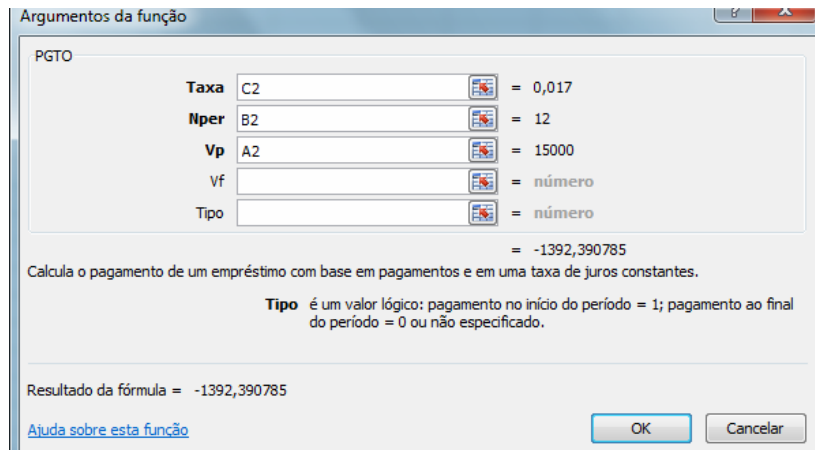 Argumentos da função
?
X
PGTO
Taxa C2 = 0,017
Nper B2 = 12
Vp A2 = 15000
Vf = número
Tipo = número
= -1392,390785
Calcula o pagamento de um empréstimo com base em pagamentos e em uma taxa de juros constantes.
Tipo é um valor lógico: pagamento no início do período = 1; pagamento ao final
do período = 0 ou não especificado.
Resultado da fórmula = -1392,390785
Ajuda sobre esta função
OK
Cancelar